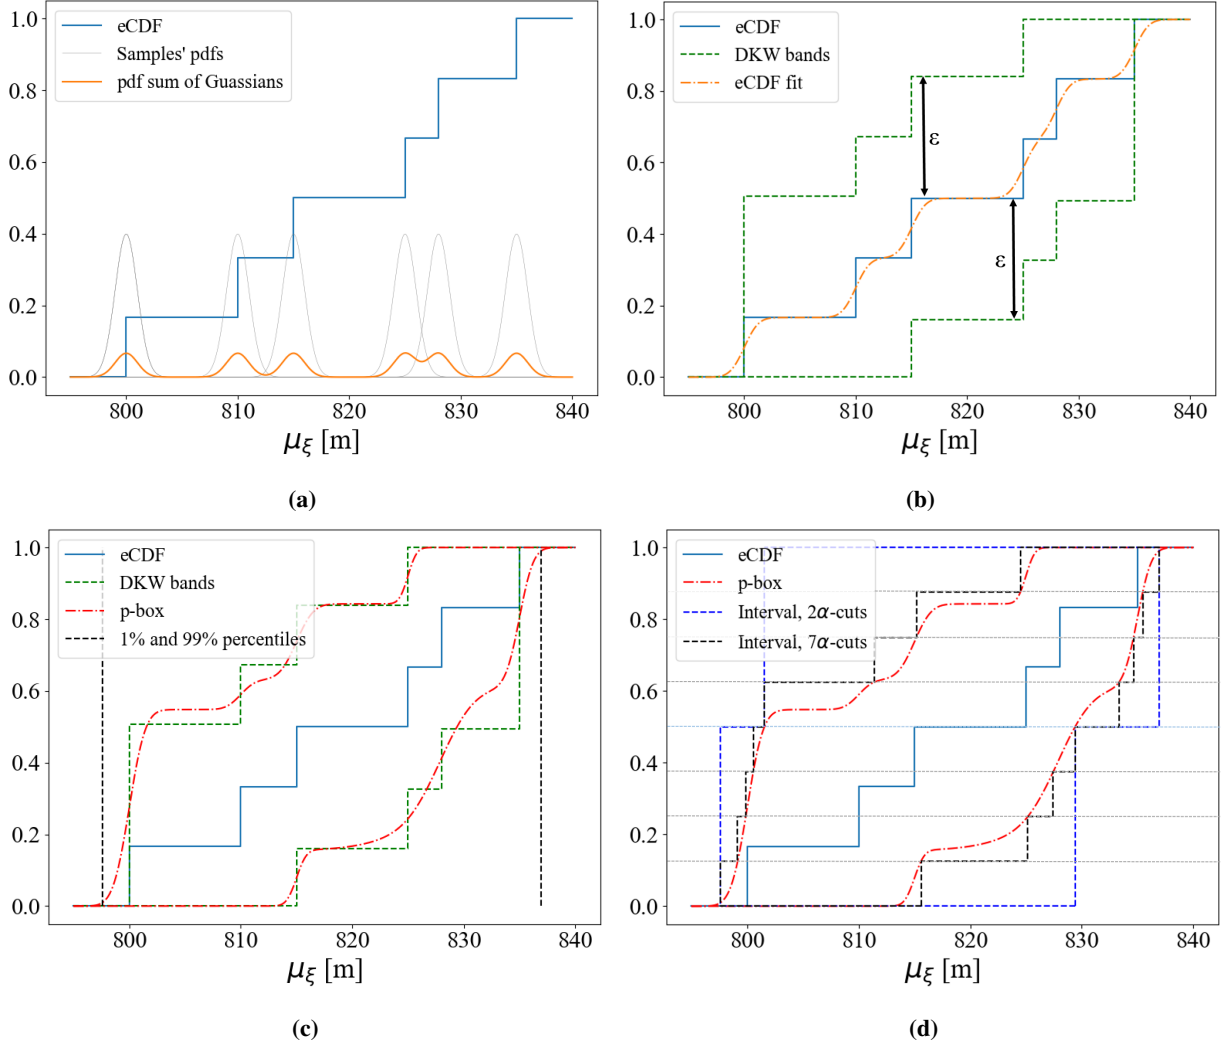 1.0
0.8
0.6
0.4
0.2
0.0
eCDF
Samples' pdfs
pdf sum of Guassians
800 810 820 830 840
μξ [m]
(a)
1.0
0.8
0.6
0.4
0.2
0.0
eCDF
DKW bands
eCDF fit
ε
ε
800 810 820 830 840
μξ [m]
(b)
1.0
0.8
0.6
0.4
0.2
0.0
eCDF
DKW bands
p-box
1% and 99% percentiles
800 810 820 830 840
μξ [m]
(c)
1.0
0.8
0.6
0.4
0.2
0.0
eCDF
p-box
Interval, 2α-cuts
Interval, 7α-cuts
800 810 820 830 840
μξ [m]
(d)